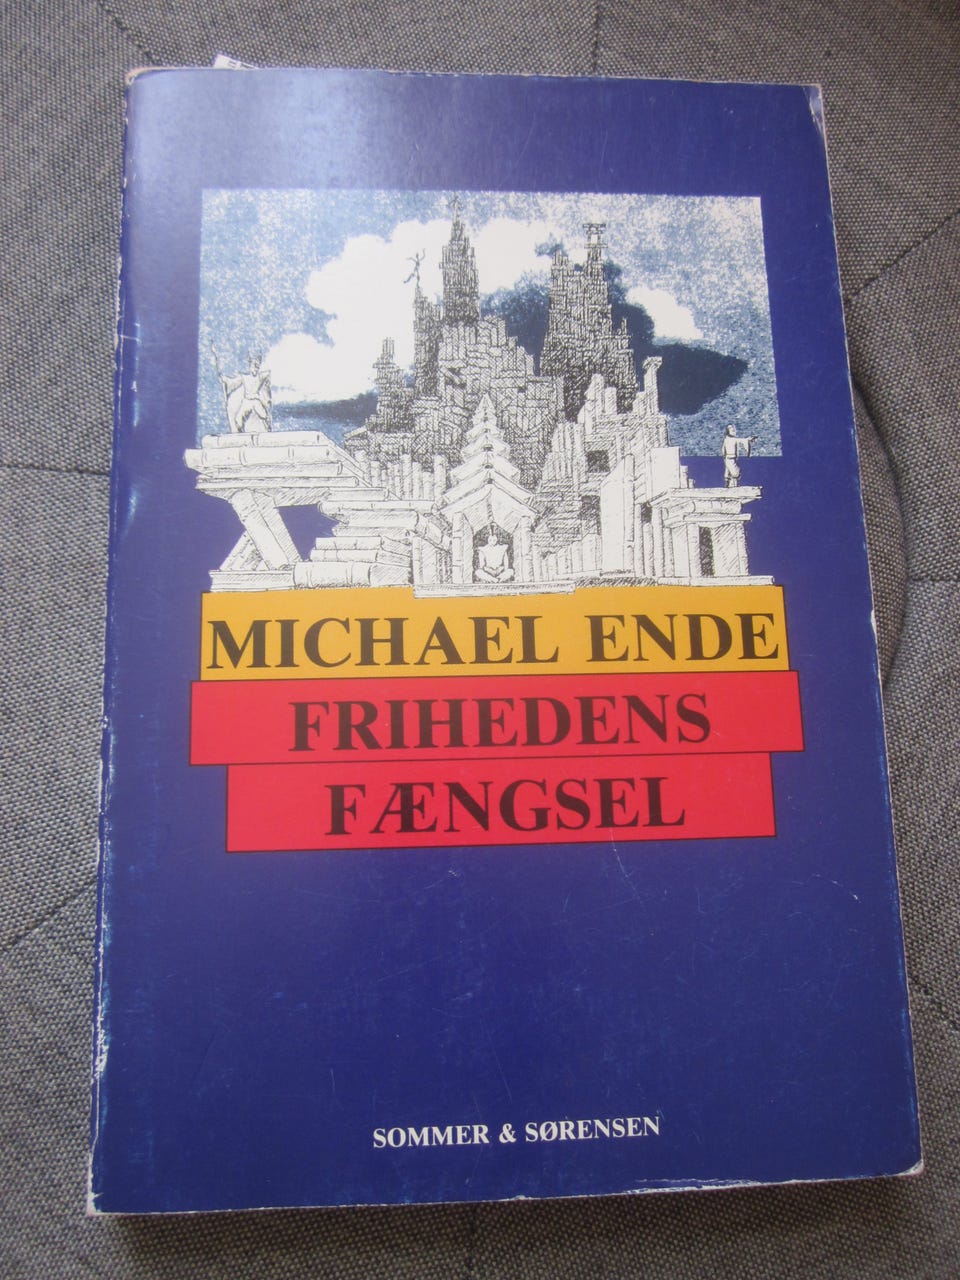 MICHAEL ENDE
FRIHEDENS
FÆNGSEL
SOMMER & SØRENSEN